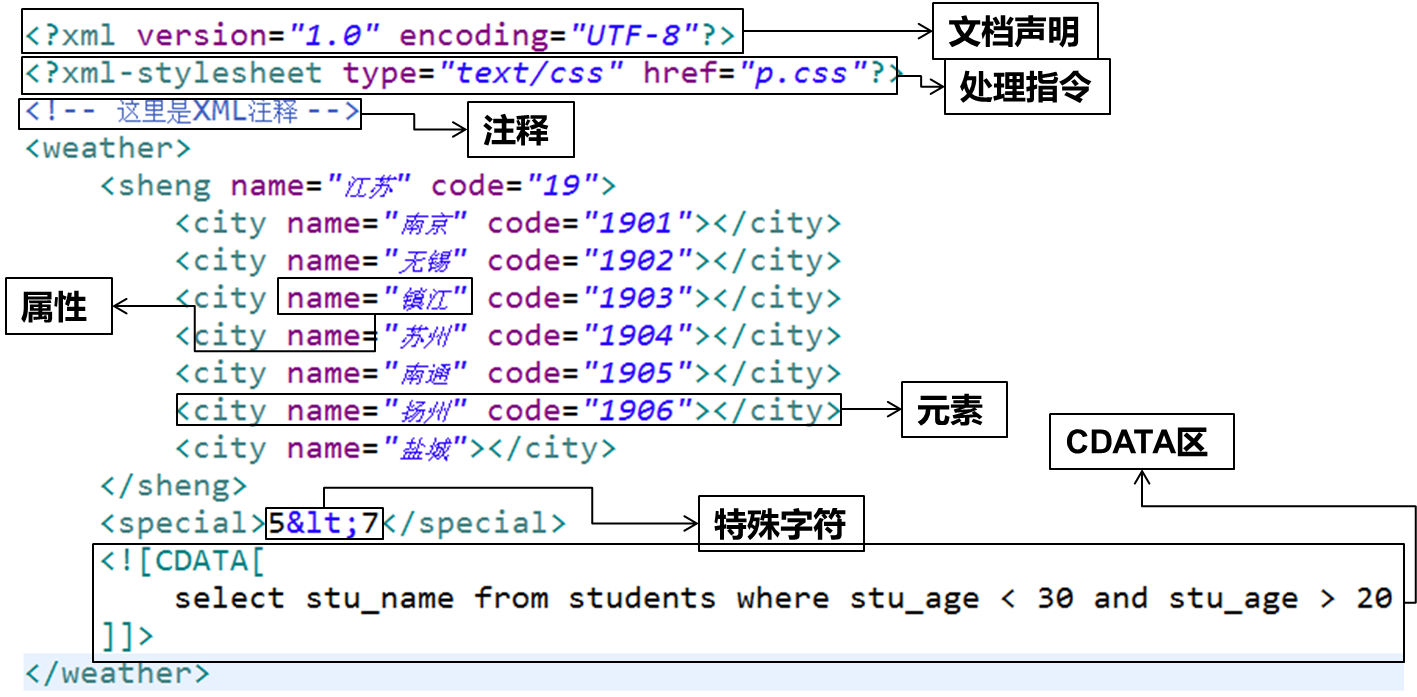 <?xml version="1.0" encoding="UTF-8"?>
文档声明
<?xml-stylesheet type="text/css" href="p.css"?>
处理指令
<!-- 这里是XML注释 -->
注释
<weather>
<sheng name="江苏" code="19">
<city name="南京" code="1901"></city>
<city name="无锡" code="1902"></city>
属性
<city name="镇江" code="1903"></city>
<city name="苏州" code="1904"></city>
<city name="南通" code="1905"></city>
<city name="扬州" code="1906"></city>
元素
<city name="盐城"></city>
CDATA区
</sheng>
<special>5&lt;7</special>
特殊字符
<![CDATA[
select stu_name from students where stu_age < 30 and stu_age > 20
]]>
</weather>